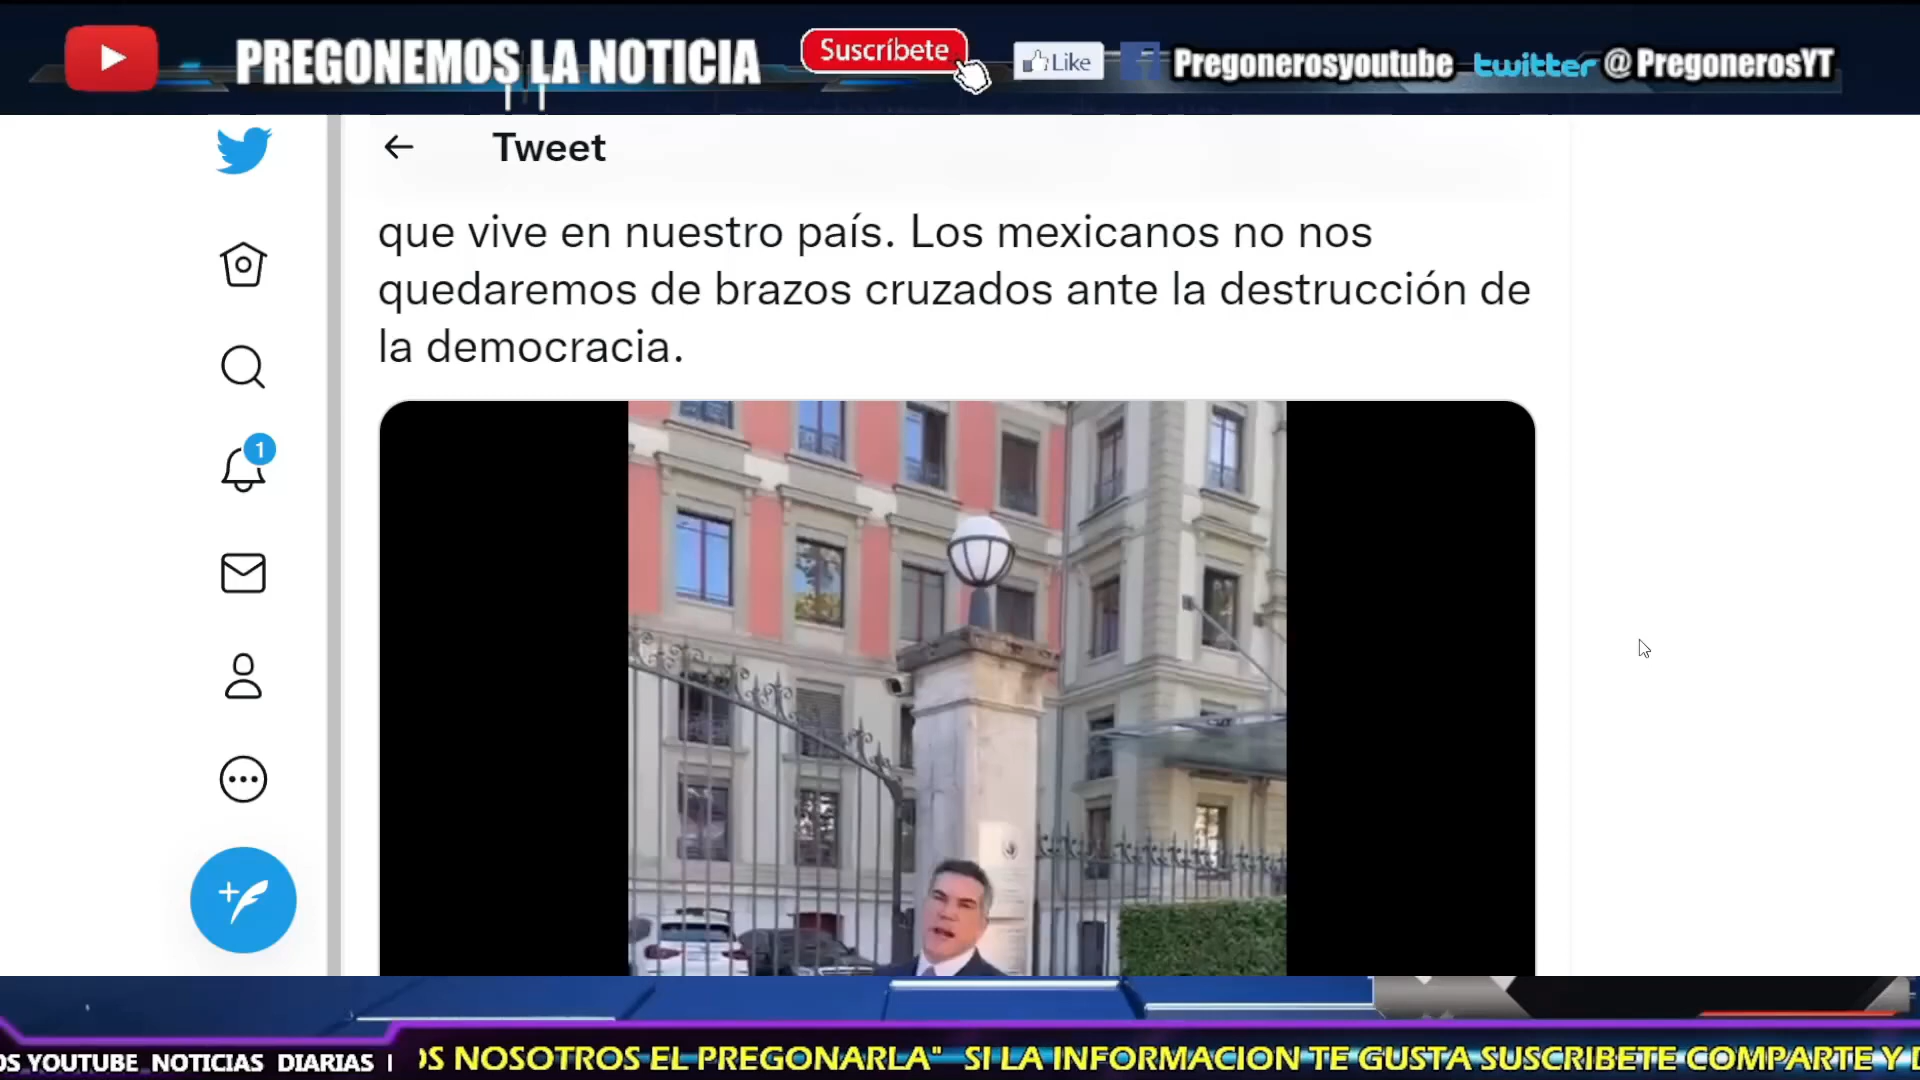 PREGONEMOS LA NOTICIA
Suscríbete
Like
Pregonerosyoutube
twitter @PregonerosYT
Tweet
que vive en nuestro país. Los mexicanos no nos
quedaremos de brazos cruzados ante la destrucción de
la democracia.
1
OS YOUTUBE NOTICIAS DIARIAS |
OS NOSOTROS EL PREGONARLA" SI LA INFORMACION TE GUSTA SUSCRIBETE COMPARTE Y